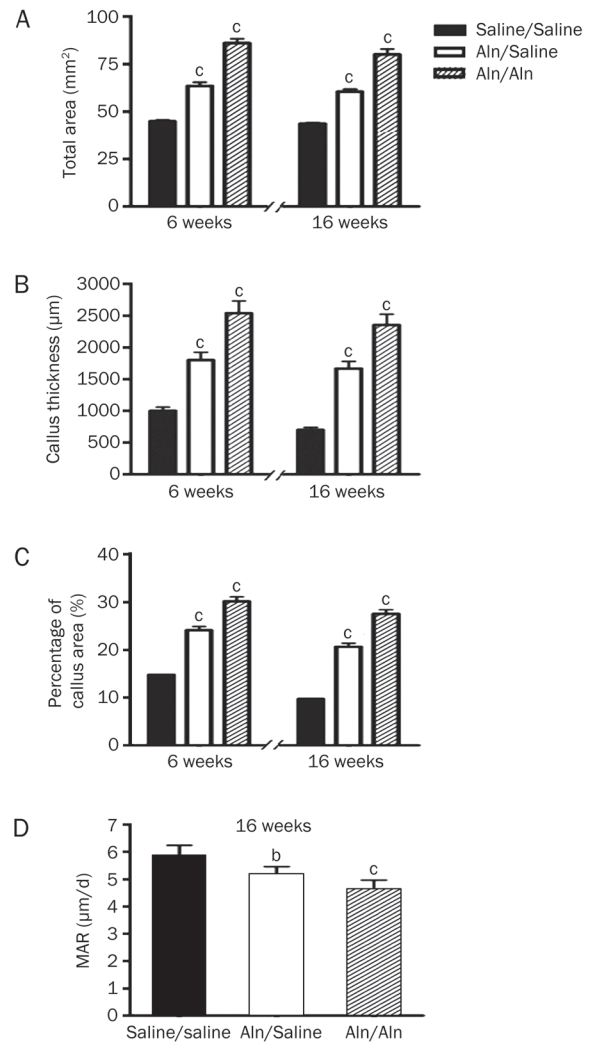 A
Total area (mm²)
100
75
50
25
0
c
c
c
c
6 weeks
16 weeks
Saline/Saline
Aln/Saline
Aln/Aln
B
Callus thickness (μm)
3000
2500
2000
1500
1000
500
0
c
c
c
c
6 weeks
16 weeks
C
Percentage of
callus area (%)
40
30
20
10
0
c
c
c
c
6 weeks
16 weeks
D
MAR (μm/d)
7
6
5
4
3
2
1
0
16 weeks
b
c
Saline/saline
Aln/Saline
Aln/Aln